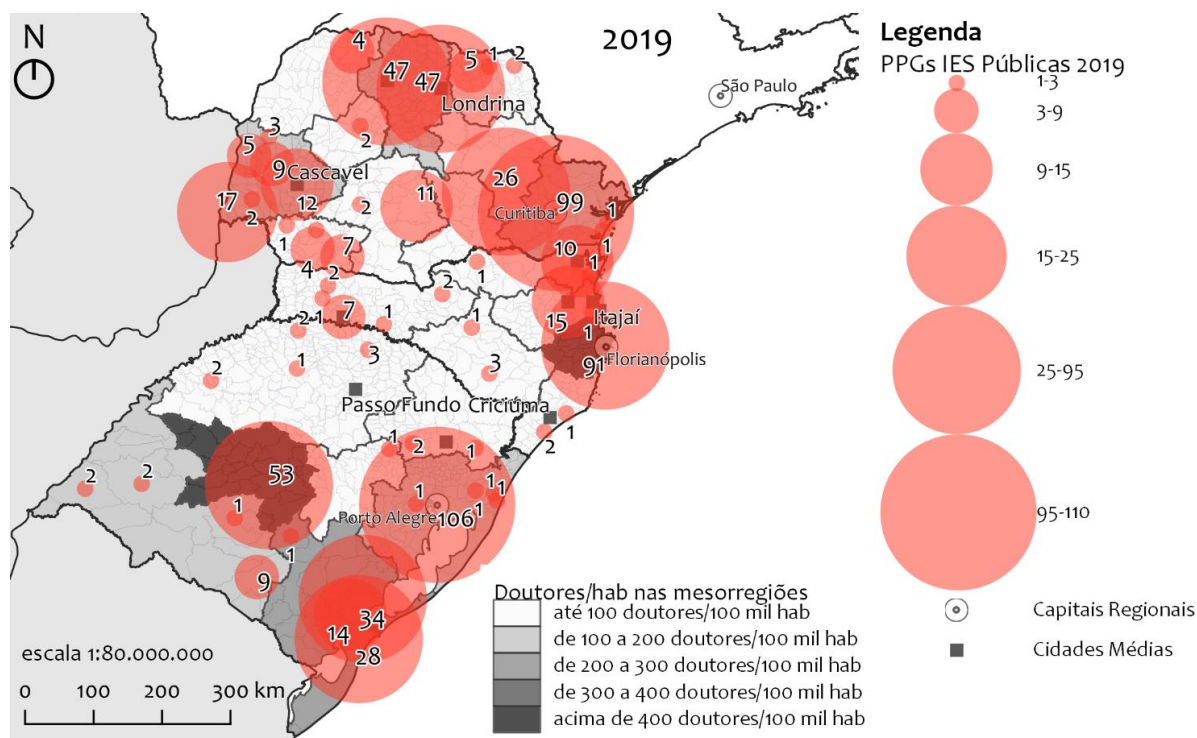 N
2019
4
47
47
5
1
2
Londrina
São Paulo
3
5
2
9
Cascavel
17
12
2
2
11
26
Curitiba
99
1
1
7
10
1
1
4
2
1
2
1
7
1
1
15
Itajaí
1
91
Florianópolis
2
1
3
3
Passo Fundo
Criciúma
2
1
1
2
1
53
2
2
1
1
1
1
1
Porto Alegre
106
1
9
34
14
28
escala 1:80.000.000
0 100 200 300 km
Doutores/hab nas mesorregiões
até 100 doutores/100 mil hab
de 100 a 200 doutores/100 mil hab
de 200 a 300 doutores/100 mil hab
de 300 a 400 doutores/100 mil hab
acima de 400 doutores/100 mil hab
Legenda
PPGs IES Públicas 2019
1-3
3-9
9-15
15-25
25-95
95-110
Capitais Regionais
Cidades Médias